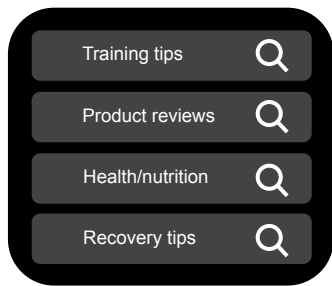 Training tips
Product reviews
Health/nutrition
Recovery tips